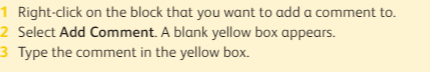 1 Right-click on the block that you want to add a comment to.
2 Select Add Comment. A blank yellow box appears.
3 Type the comment in the yellow box.